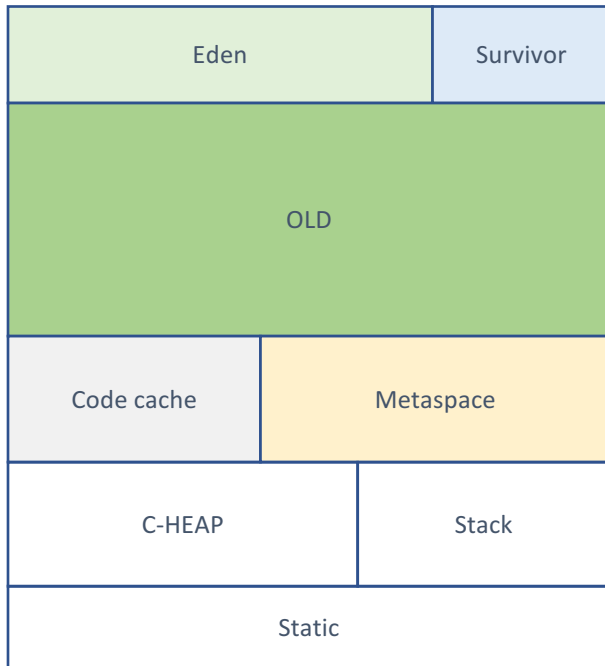 Eden
Survivor
OLD
Code cache
Metaspace
C-HEAP
Stack
Static